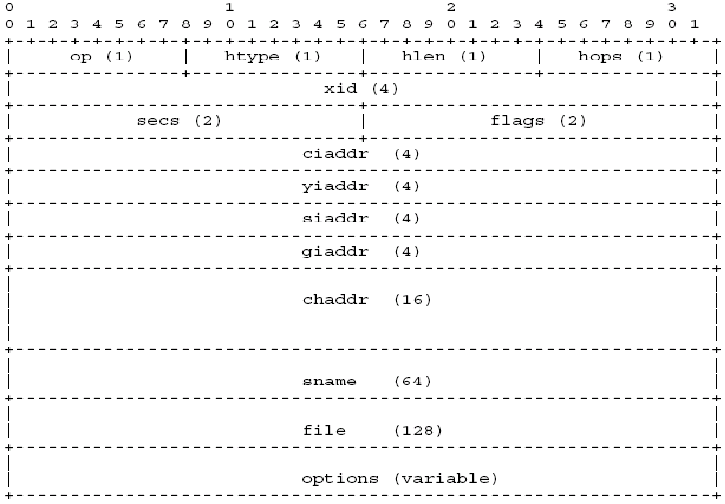 0 1 2 3
0 1 2 3 4 5 6 7 8 9 0 1 2 3 4 5 6 7 8 9 0 1 2 3 4 5 6 7 8 9 0 1
op (1) htype (1) hlen (1) hops (1)
xid (4)
secs (2) flags (2)
ciaddr (4)
yiaddr (4)
siaddr (4)
giaddr (4)
chaddr (16)
sname (64)
file (128)
options (variable)